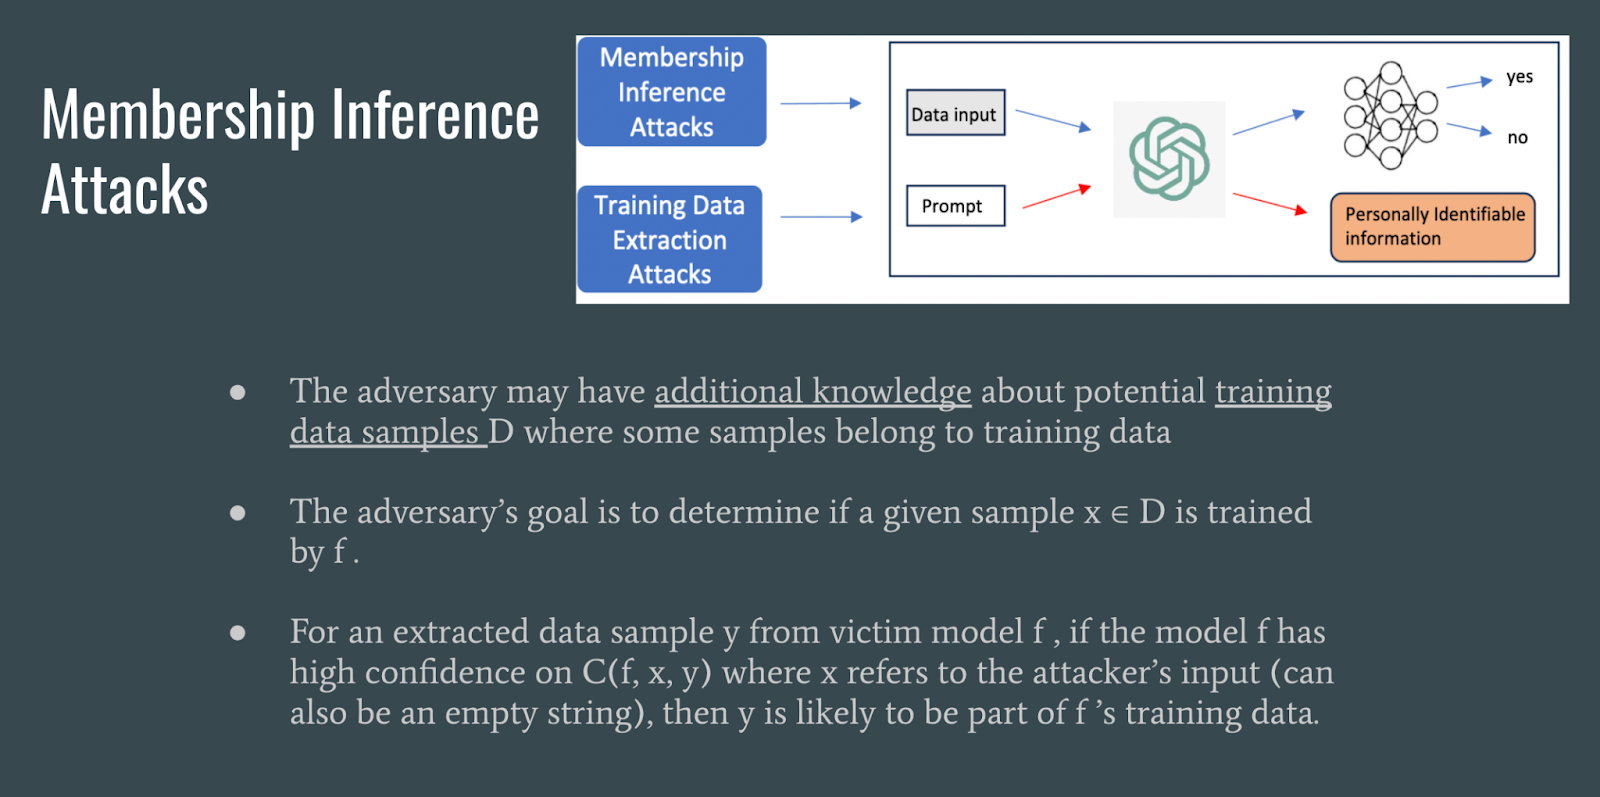 Membership Inference
Attacks
Membership
Inference
Attacks
Training Data
Extraction
Attacks
Data input
Prompt
yes
no
Personally Identifiable
information
● The adversary may have additional knowledge about potential training
data samples D where some samples belong to training data
● The adversary’s goal is to determine if a given sample x ∈ D is trained
by f .
● For an extracted data sample y from victim model f , if the model f has
high confidence on C(f, x, y) where x refers to the attacker’s input (can
also be an empty string), then y is likely to be part of f ’s training data.